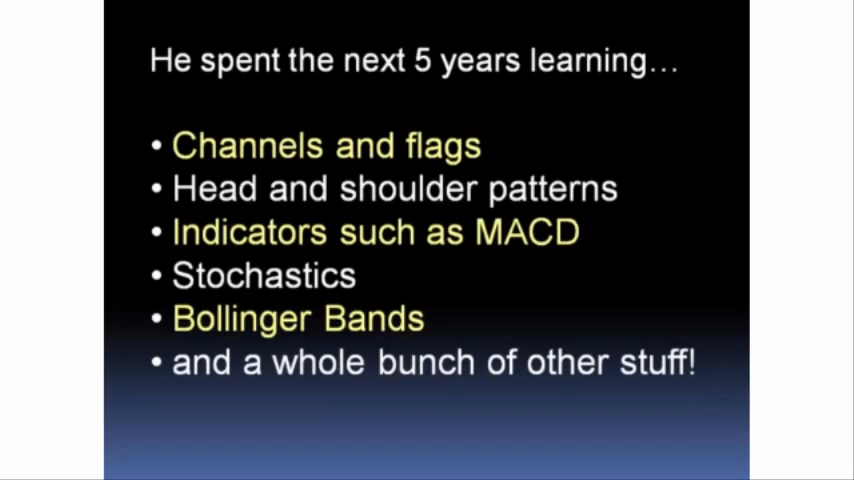 He spent the next 5 years learning…
• Channels and flags
• Head and shoulder patterns
• Indicators such as MACD
• Stochastics
• Bollinger Bands
• and a whole bunch of other stuff!